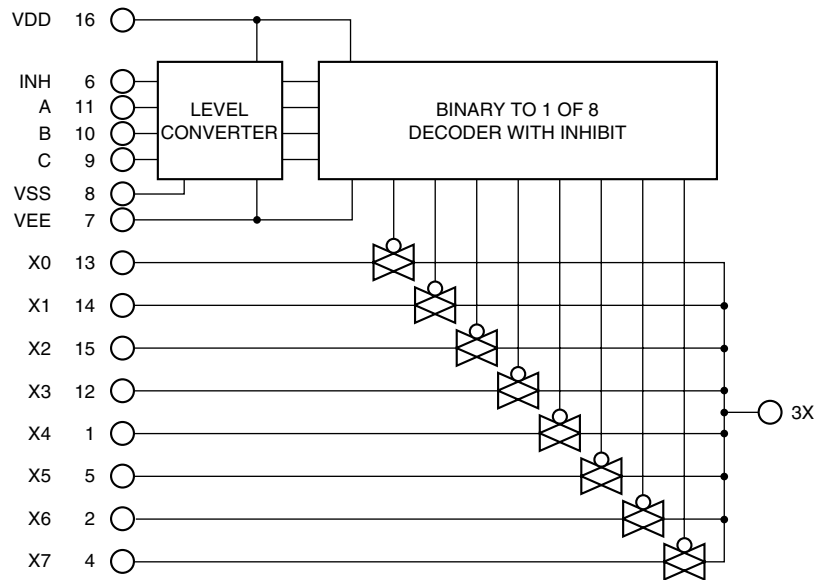 VDD 16
INH 6
A 11
B 10
C 9
VSS 8
VEE 7
LEVEL
CONVERTER
BINARY TO 1 OF 8
DECODER WITH INHIBIT
X0 13
X1 14
X2 15
X3 12
X4 1
X5 5
X6 2
X7 4
3X